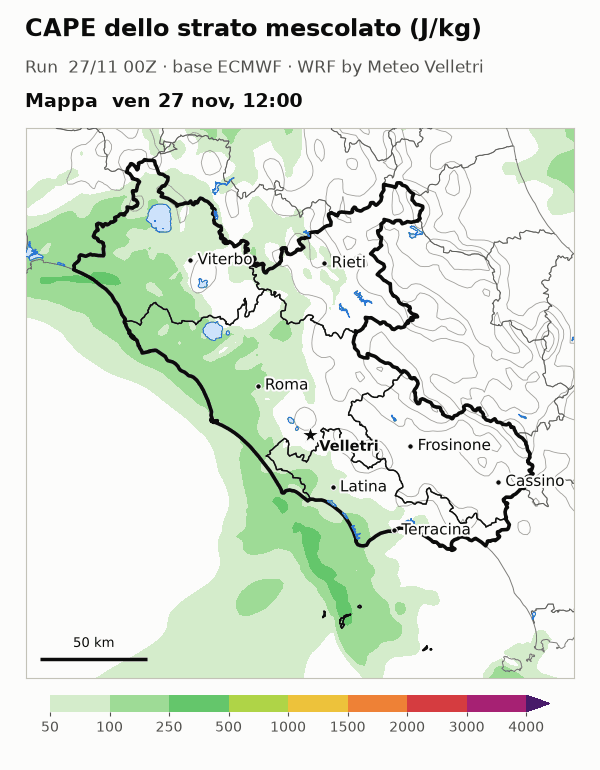 CAPE dello strato mescolato (J/kg)
Run 27/11 00Z · base ECMWF · WRF by Meteo Velletri
Mappa ven 27 nov, 12:00
Viterbo
Rieti
Roma
Velletri
Frosinone
Latina
Cassino
Terracina
50 km
50 100 250 500 1000 1500 2000 3000 4000